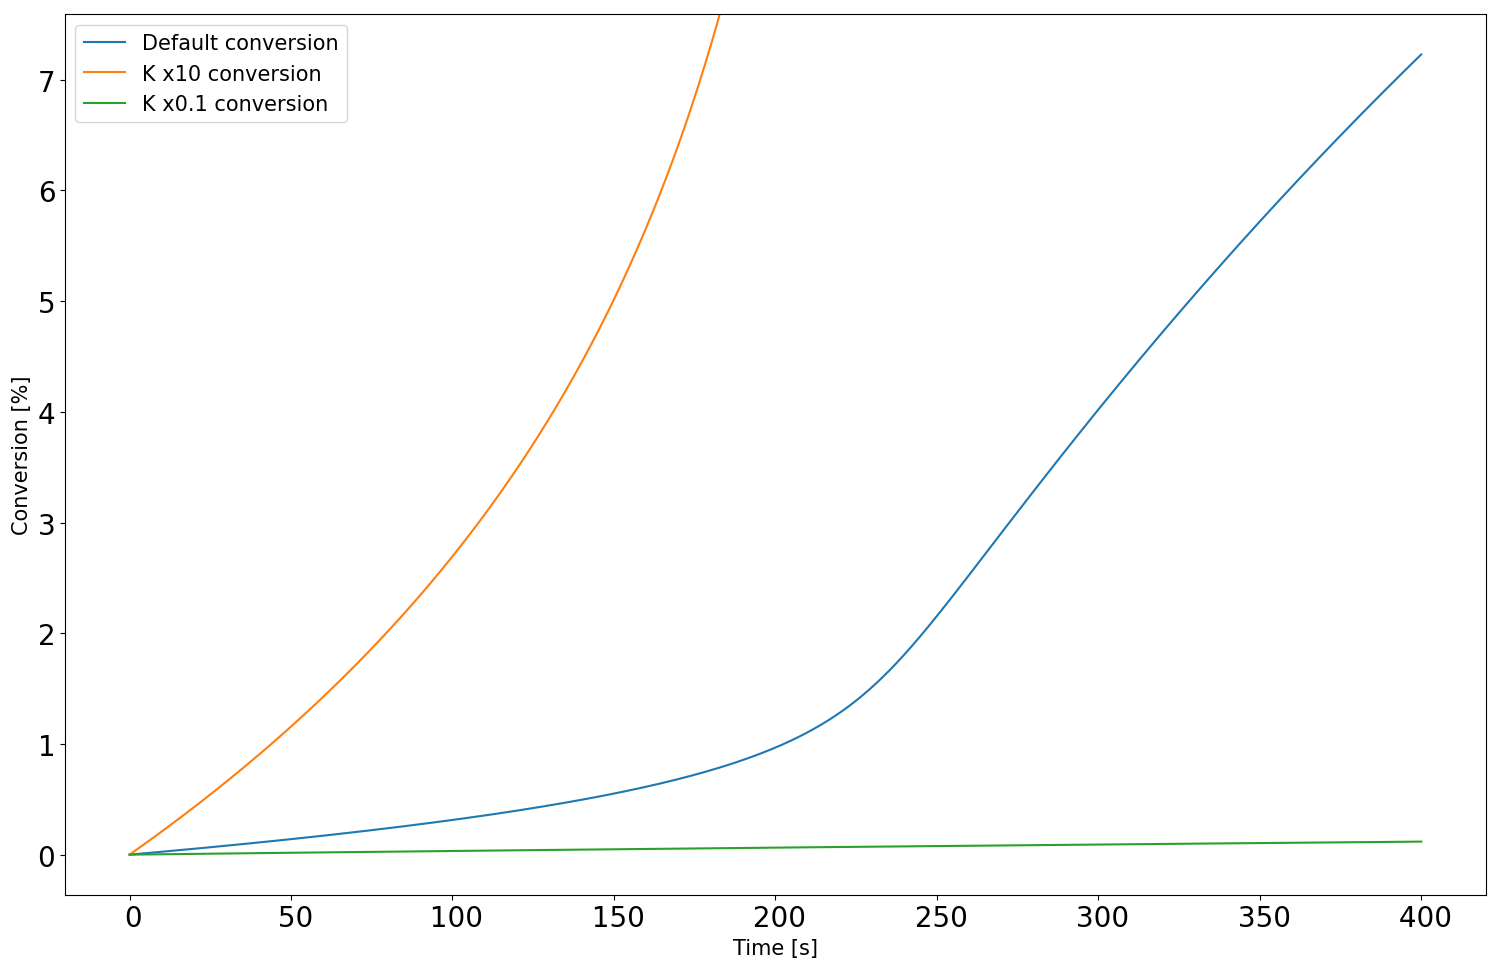 Default conversion
K x10 conversion
K x0.1 conversion
7
6
5
4
3
2
1
0
Conversion [%]
0 50 100 150 200 250 300 350 400
Time [s]